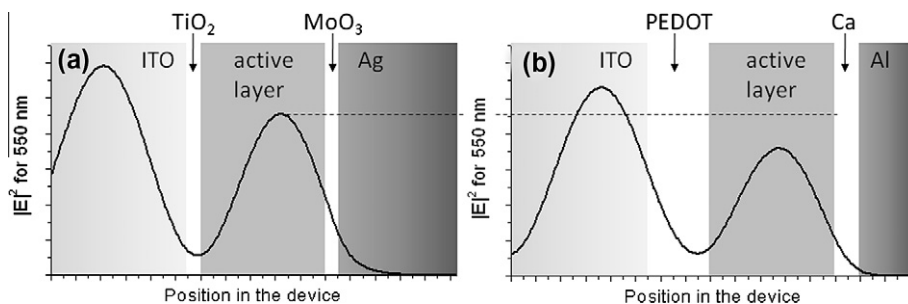 TiO2 MoO3
(a) ITO active layer Ag
|E|2 for 550 nm
Position in the device
PEDOT Ca
(b) ITO active layer Al
|E|2 for 550 nm
Position in the device